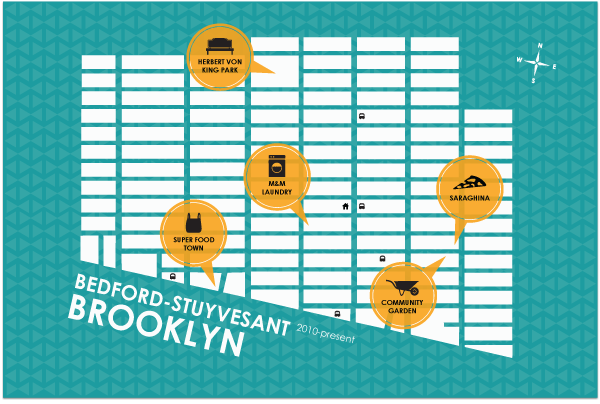 HERBERT VON
KING PARK
N
W
E
S
M&M
LAUNDRY
SARAGHINA
SUPER FOOD
TOWN
COMMUNITY
GARDEN
BEDFORD-STUYVESANT
BROOKLYN
2010-present